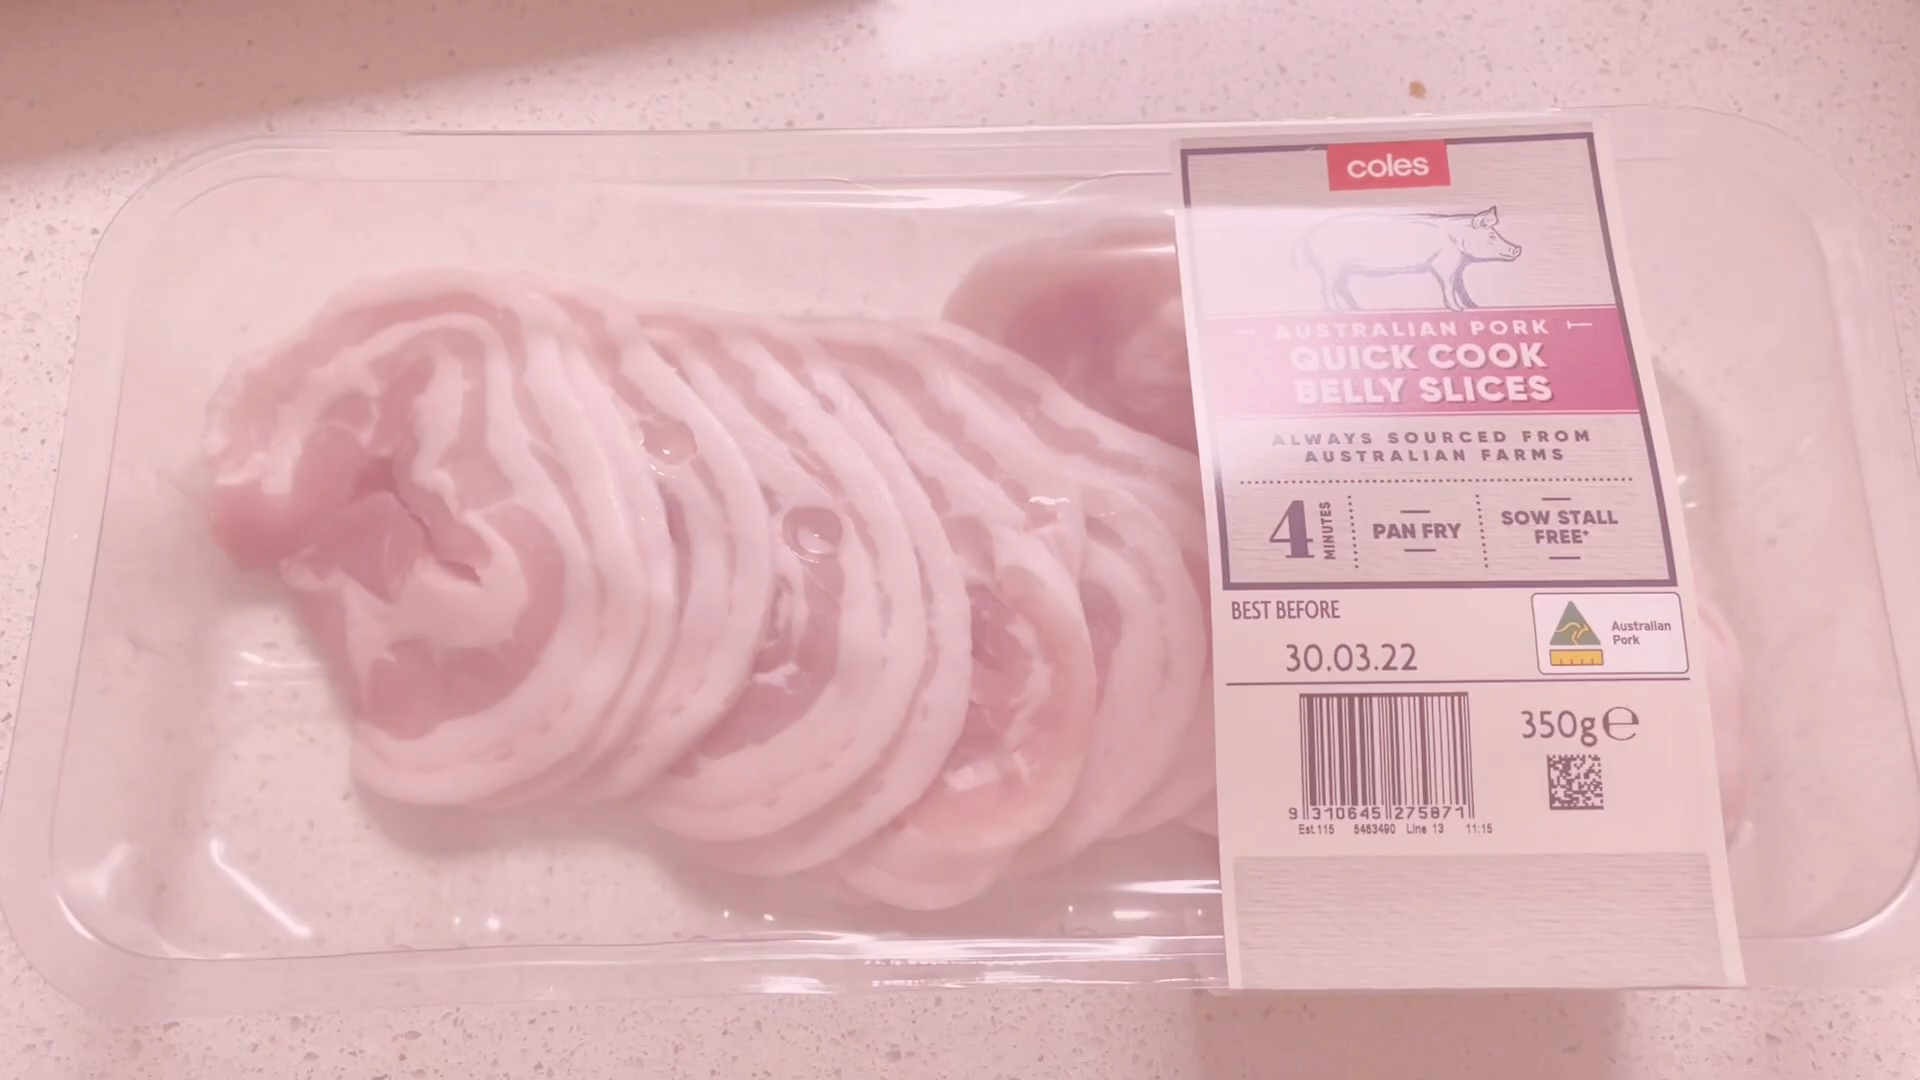 coles
AUSTRALIAN PORK
QUICK COOK
BELLY SLICES
ALWAYS SOURCED FROM
AUSTRALIAN FARMS
4 MINUTES
PAN FRY
SOW STALL
FREE*
BEST BEFORE
30.03.22
Australian
Pork
350g℮
9 310645 275871
Est.115 5463490 Line 13 11:15